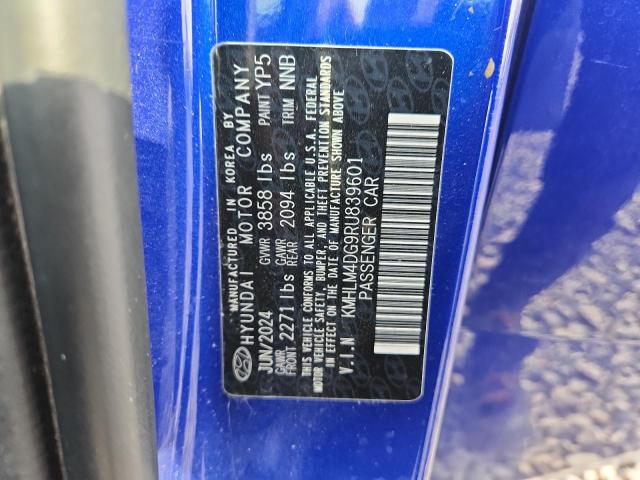 MANUFACTURED IN KOREA BY
HYUNDAI MOTOR COMPANY
JUN/2024 GVWR 3858 lbs PAINT YP5
GAWR FRONT 2271 lbs GAWR REAR 2094 lbs TRIM NNB
THIS VEHICLE CONFORMS TO ALL APPLICABLE U.S.A. FEDERAL
MOTOR VEHICLE SAFETY, BUMPER, AND THEFT PREVENTION STANDARDS
IN EFFECT ON THE DATE OF MANUFACTURE SHOWN ABOVE
V.I.N KMHLM4DG9RU839601
PASSENGER CAR